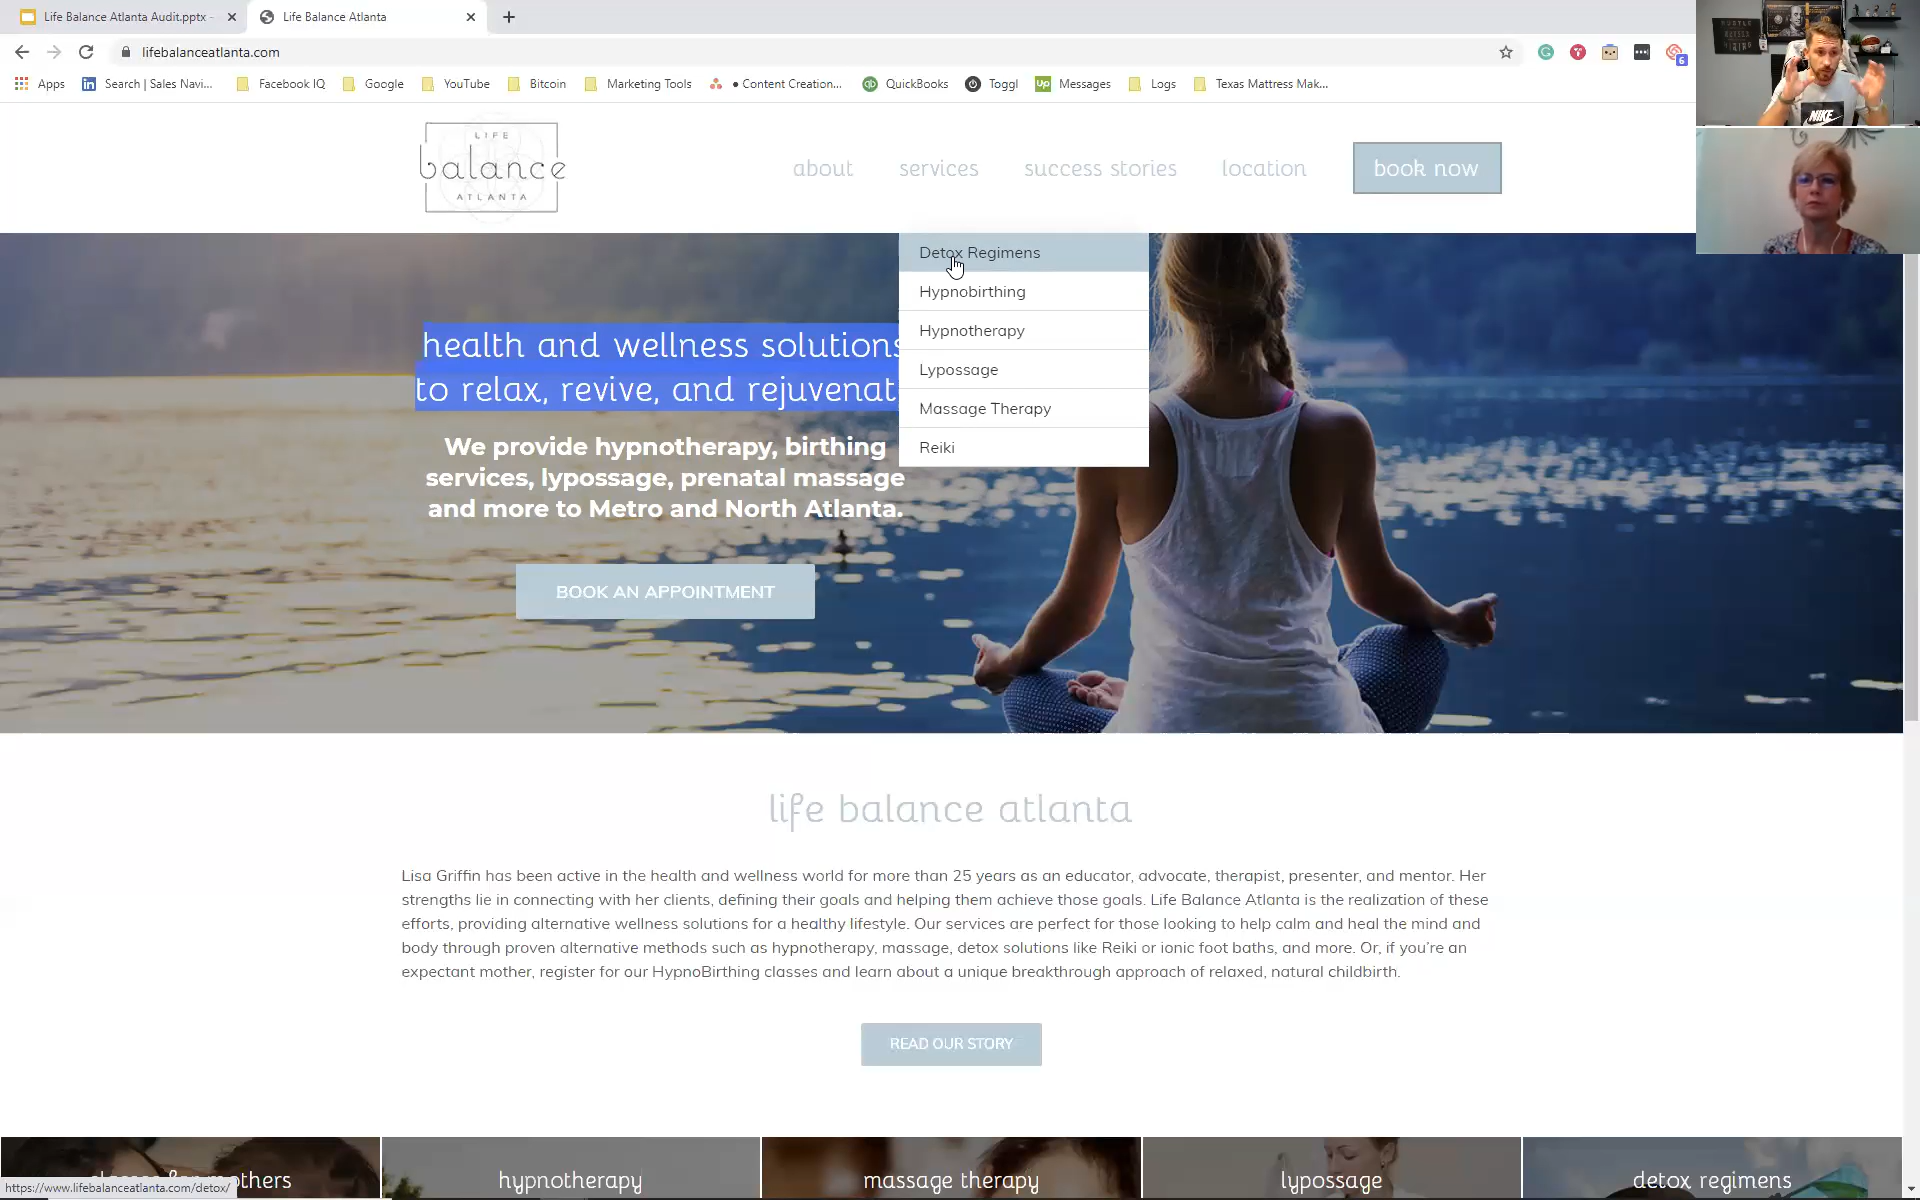 Life Balance Atlanta Audit.pptx -
Life Balance Atlanta
lifebalanceatlanta.com
6
Apps
Search | Sales Navi...
Facebook IQ
Google
YouTube
Bitcoin
Marketing Tools
● Content Creation...
QuickBooks
Toggl
Up
Messages
Logs
Texas Mattress Mak...
NIKE
LIFE
balance
ATLANTA
about
services
success stories
location
book now
Detox Regimens
Hypnobirthing
Hypnotherapy
Lypossage
Massage Therapy
Reiki
health and wellness solutions
to relax, revive, and rejuvenat
We provide hypnotherapy, birthing
services, lypossage, prenatal massage
and more to Metro and North Atlanta.
BOOK AN APPOINTMENT
life balance atlanta
Lisa Griffin has been active in the health and wellness world for more than 25 years as an educator, advocate, therapist, presenter, and mentor. Her
strengths lie in connecting with her clients, defining their goals and helping them achieve those goals. Life Balance Atlanta is the realization of these
efforts, providing alternative wellness solutions for a healthy lifestyle. Our services are perfect for those looking to help calm and heal the mind and
body through proven alternative methods such as hypnotherapy, massage, detox solutions like Reiki or ionic foot baths, and more. Or, if you're an
expectant mother, register for our HypnoBirthing classes and learn about a unique breakthrough approach of relaxed, natural childbirth.
READ OUR STORY
hypnotherapy
massage therapy
lypossage
detox regimens
https://www.lifebalanceatlanta.com/detox/